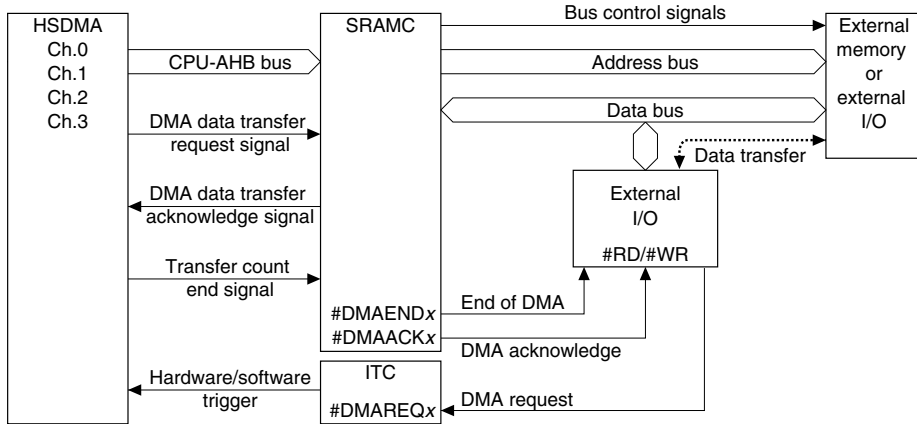 HSDMA
Ch.0
Ch.1
Ch.2
Ch.3
CPU-AHB bus
DMA data transfer
request signal
DMA data transfer
acknowledge signal
Transfer count
end signal
Hardware/software
trigger
SRAMC
#DMAENDx
#DMAACKx
ITC
#DMAREQx
Bus control signals
Address bus
Data bus
Data transfer
External
memory
or
external
I/O
External
I/O
#RD/#WR
End of DMA
DMA acknowledge
DMA request